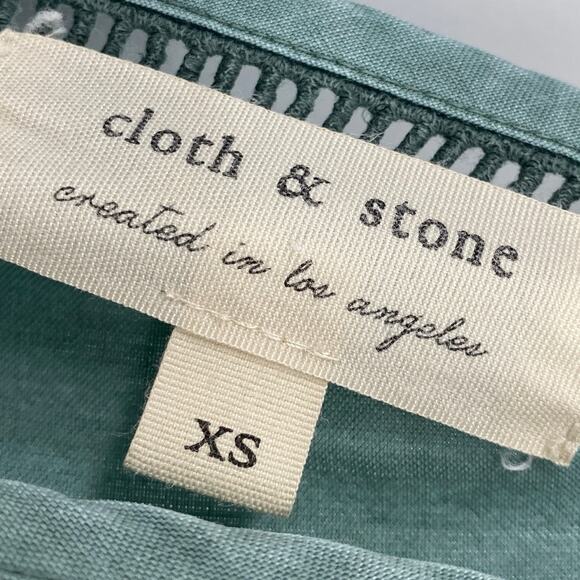 cloth & stone
created in los angeles
XS